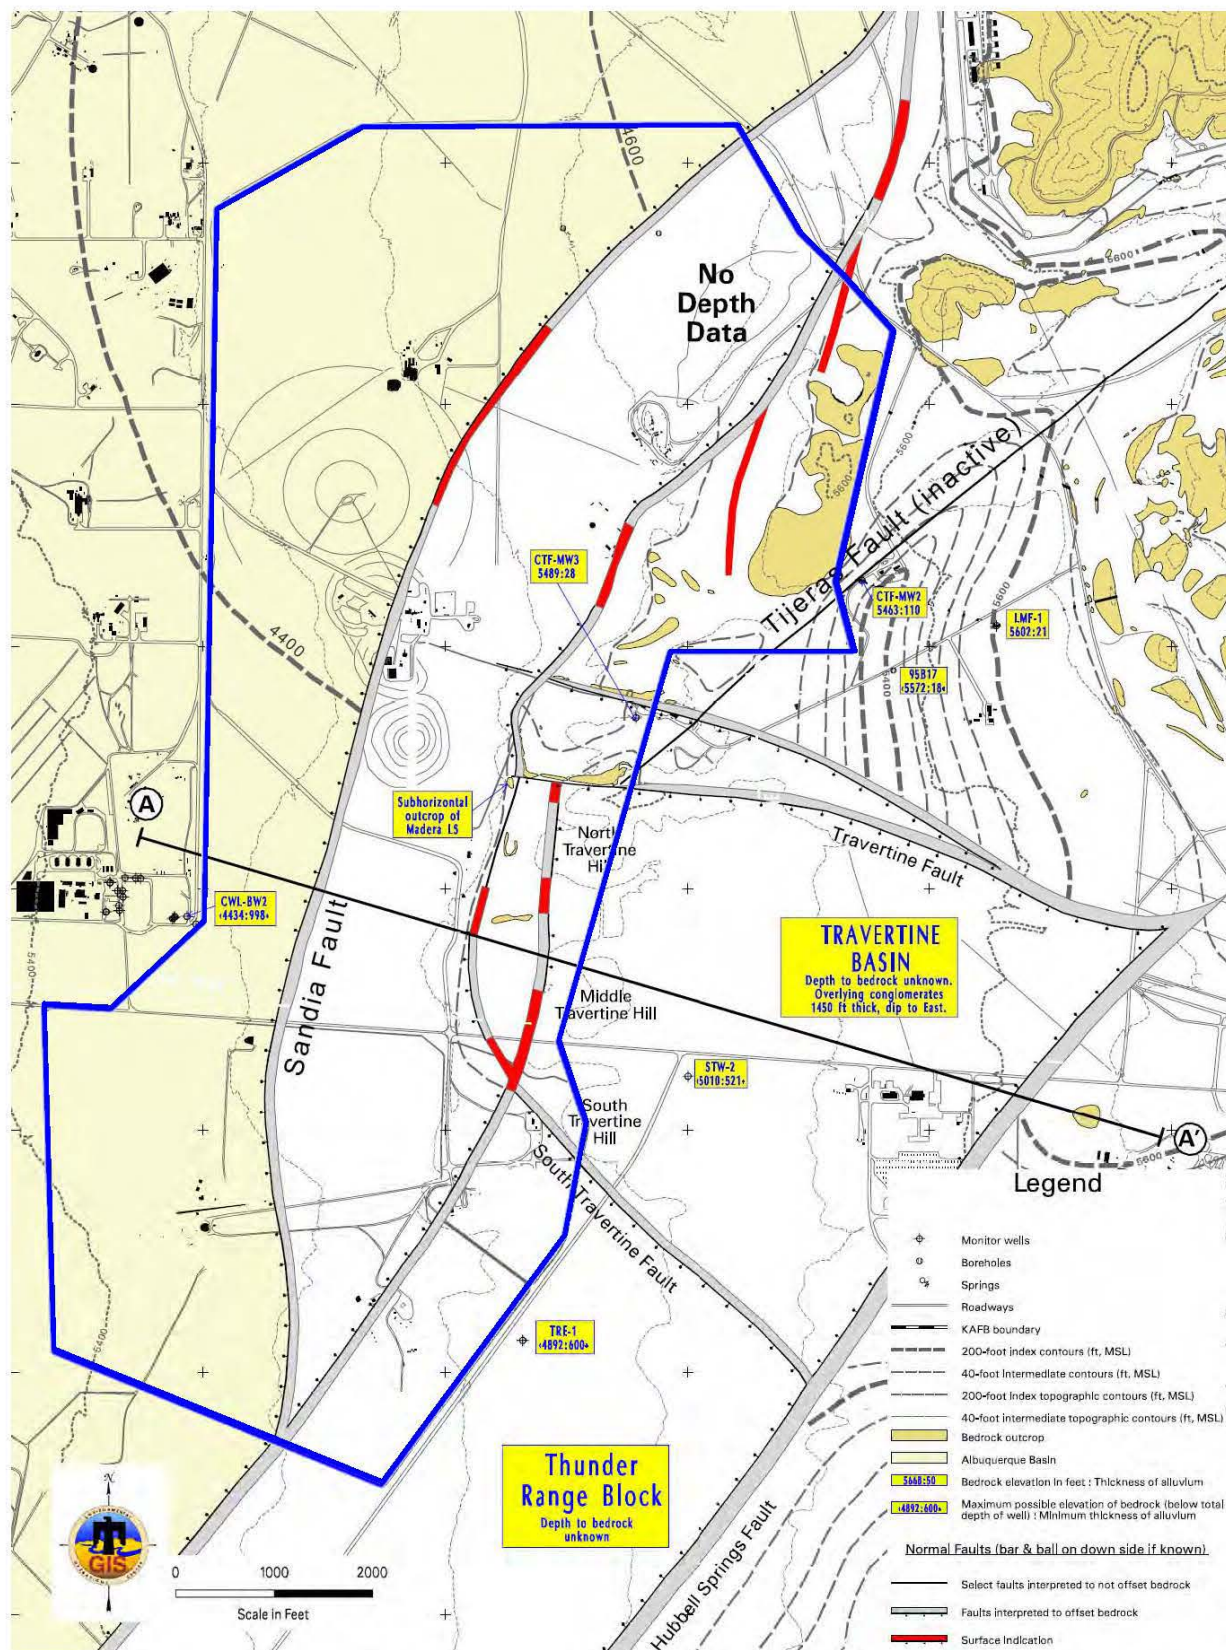 4600
5600
No
Depth
Data
5600
5600
Tijeras Fault (inactive)
CTF-MW3
5489:28
CTF-MW2
5463:110
5600
LMF-1
5602:21
4400
95B17
‹5572:18›
5400
Subhorizontal
outcrop of
Madera LS
A
North
Travertine
Hill
Travertine Fault
CWL-BW2
‹4434:998›
5400
Sandia Fault
TRAVERTINE
BASIN
Depth to bedrock unknown.
Overlying conglomerates
1450 ft thick, dip to East.
Middle
Travertine Hill
STW-2
‹5010:521›
South
Travertine
Hill
A'
5600
South Travertine Fault
TRE-1
‹4892:600›
5400
Thunder
Range Block
Depth to bedrock
unknown
Hubbell Springs Fault
Legend
Monitor wells
Boreholes
Springs
Roadways
KAFB boundary
200-foot index contours (ft, MSL)
40-foot Intermediate contours (ft, MSL)
200-foot Index topographic contours (ft, MSL)
40-foot intermediate topographic contours (ft, MSL)
Bedrock outcrop
Albuquerque Basin
5668:50 Bedrock elevation in feet : Thickness of alluvium
‹4892:600› Maximum possible elevation of bedrock (below total
depth of well) : Minimum thickness of alluvium
Normal Faults (bar & ball on down side if known)
Select faults interpreted to not offset bedrock
Faults interpreted to offset bedrock
Surface Indication
N
GIS
0 1000 2000
Scale in Feet